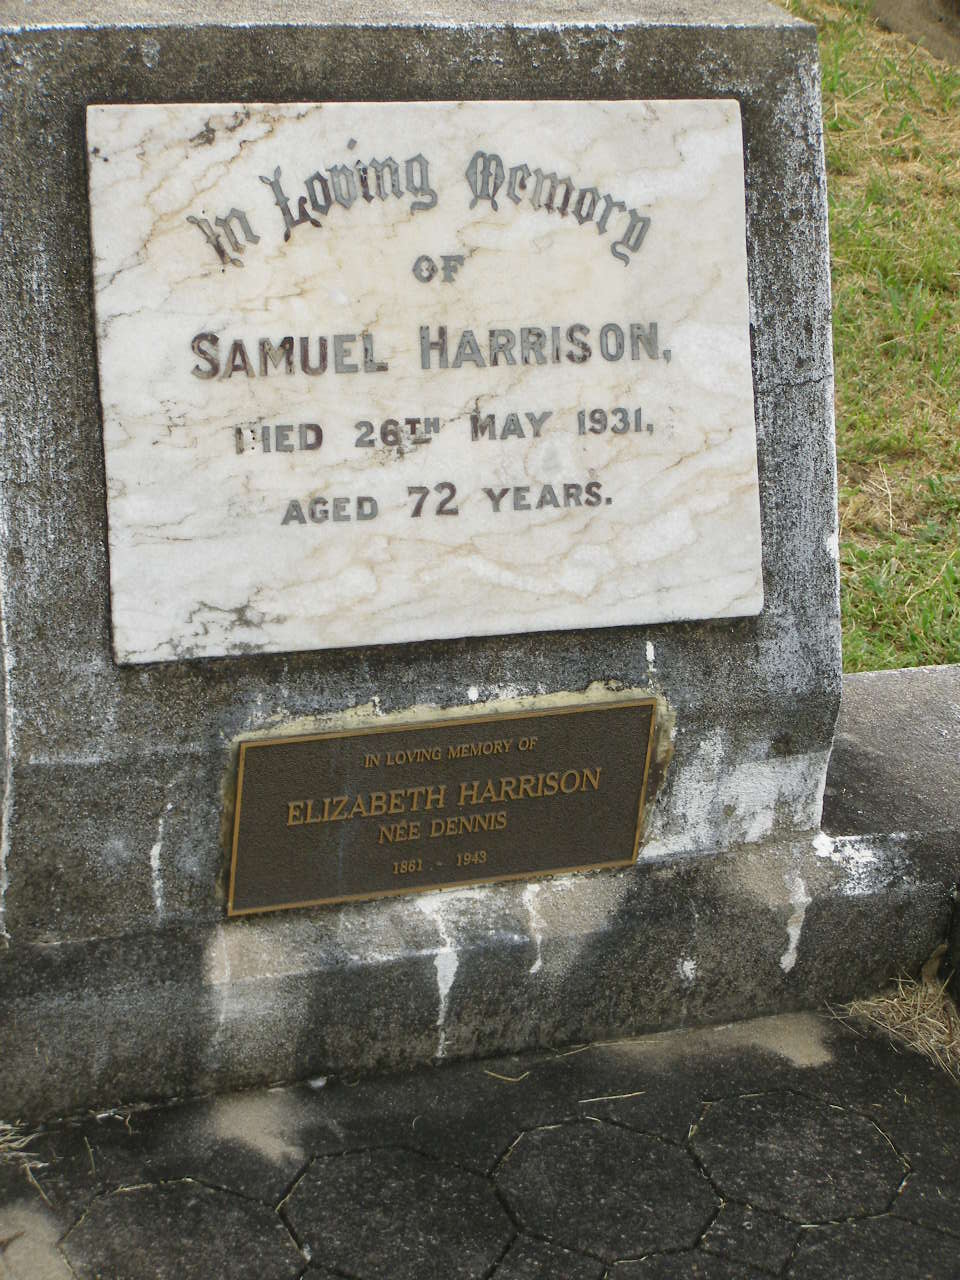 In Loving Memory
OF
SAMUEL HARRISON,
DIED 26TH MAY 1931,
AGED 72 YEARS.
IN LOVING MEMORY OF
ELIZABETH HARRISON
NÉE DENNIS
1861 - 1943